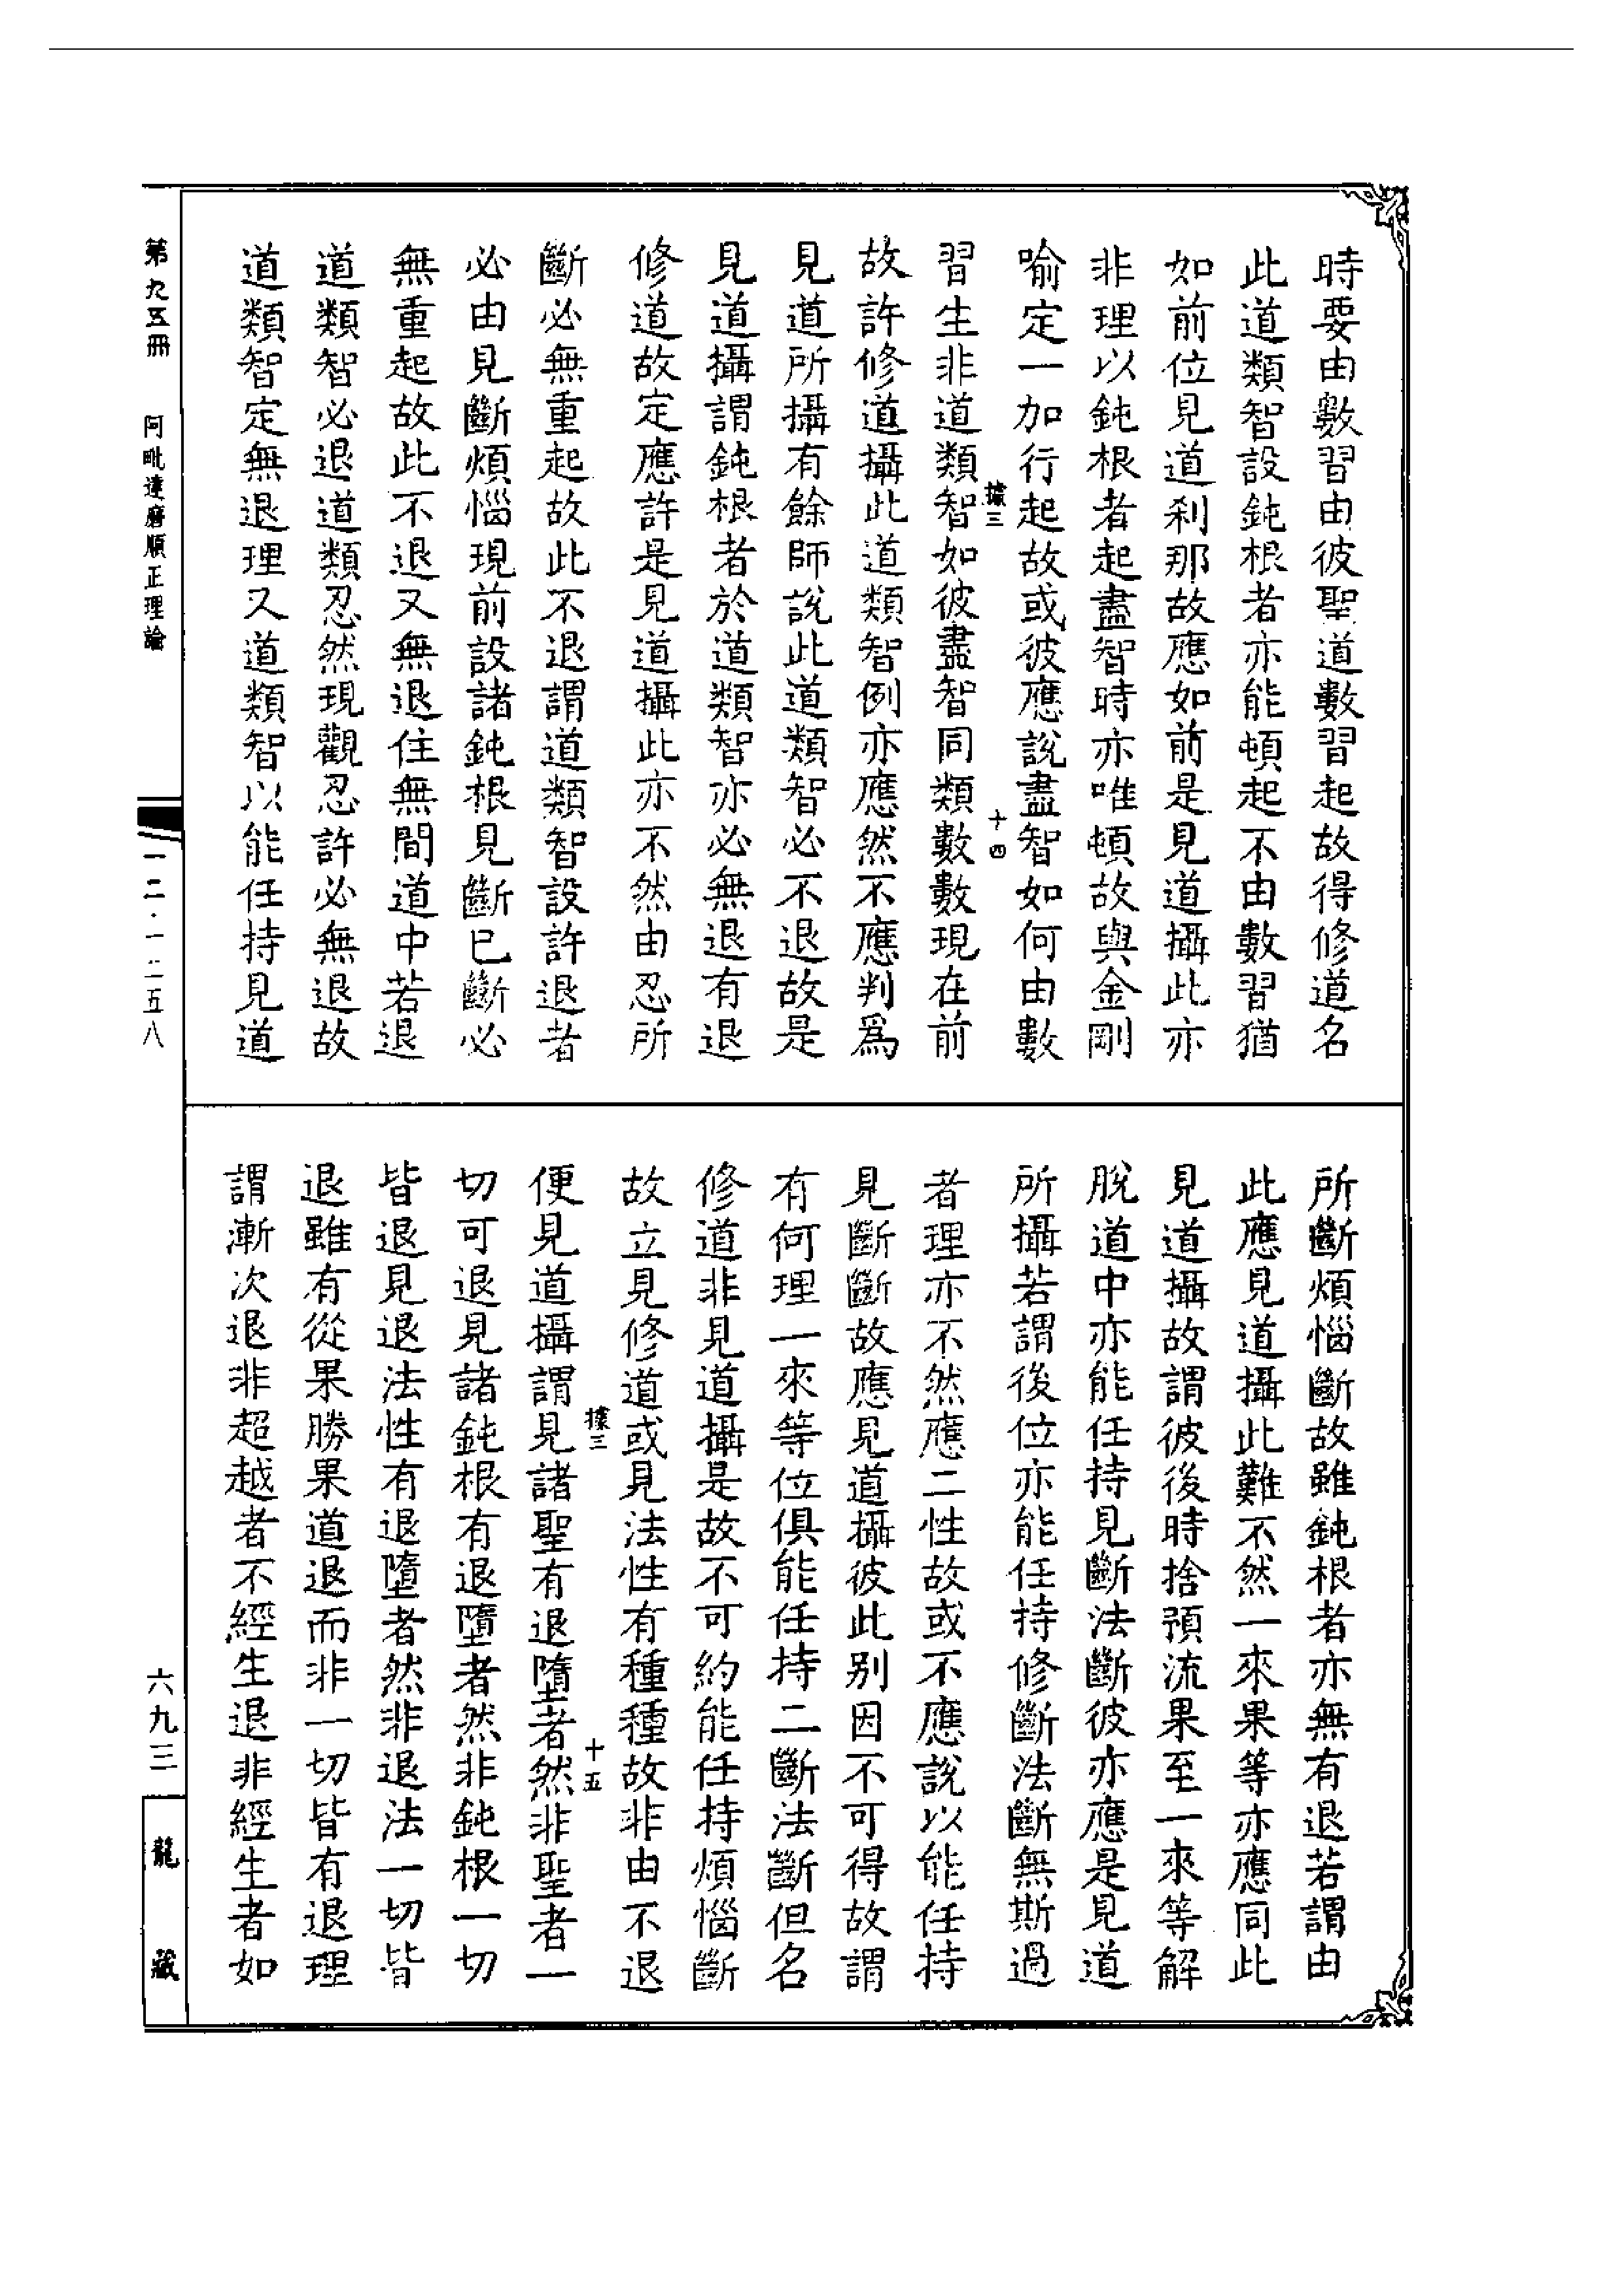 時要由數習由彼聖道數習起故得修道名
此道類智設鈍根者亦能頓起不由數習猶
如前位見道刹那故應如前是見道攝此亦
非理以鈍根者起盡智時亦唯頓故與金剛
喻定一加行起故或彼應說盡智如何由數
據三 十四
習生非道類智如彼盡智同類數數現在前
故許修道攝此道類智例亦應然不應判爲
見道所攝有餘師說此道類智必不退故是
見道攝謂鈍根者於道類智亦必無退有退
修道故定應許是見道攝此亦不然由忍所
斷必無重起故此不退謂道類智設許退者
必由見斷煩惱現前設諸鈍根見斷已斷必
無重起故此不退又無退住無間道中若退
道類智必退道類忍然現觀忍許必無退故
道類智定無退理又道類智以能任持見道
所斷煩惱斷故雖鈍根者亦無有退若謂由
此應見道攝此難不然一來果等亦應同此
見道攝故謂彼後時捨預流果至一來等解
脫道中亦能任持見斷法斷彼亦應是見道
所攝若謂後位亦能任持修斷法斷無斯過
者理亦不然應二性故或不應說以能任持
見斷斷故應見道攝彼此別因不可得故謂
有何理一來等位俱能任持二斷法斷但名
修道非見道攝是故不可約能任持煩惱斷
故立見修道或見法性有種種故非由不退
據三 十五
便見道攝謂見諸聖有退墮者然非聖者一
切可退見諸鈍根有退墮者然非鈍根一切
皆退見退法性有退墮者然非退法一切皆
退雖有從果勝果道退而非一切皆有退理
謂漸次退非超越者不經生退非經生者如
第九五冊 阿毗達磨順正理論
一二·一二五八
六九三
龍藏